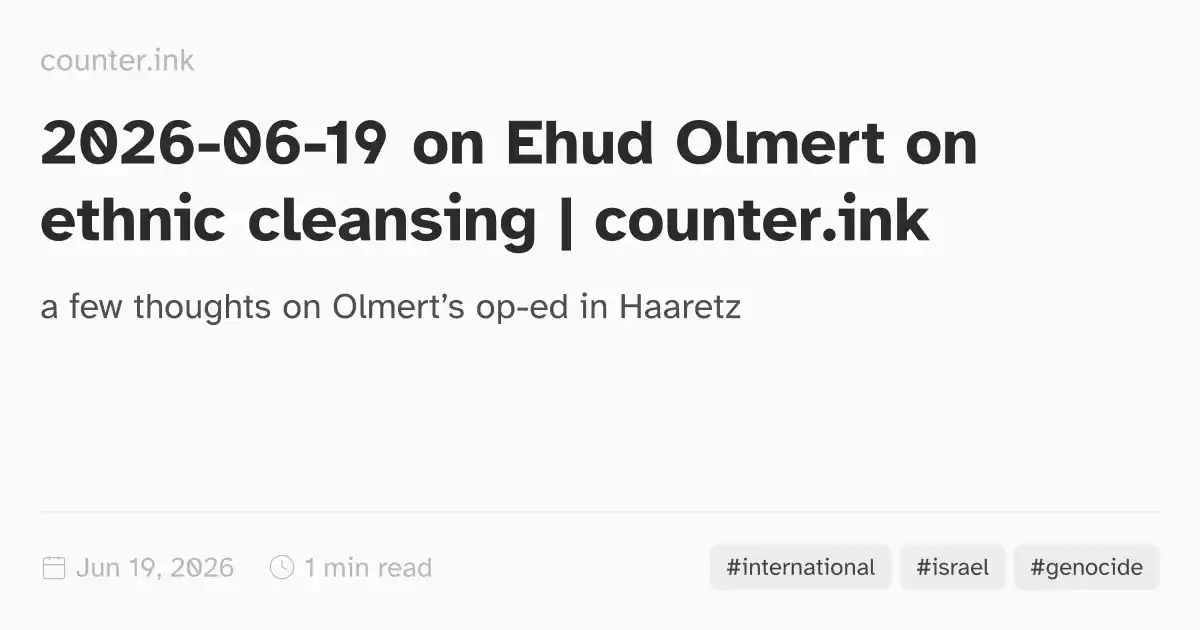 counter.ink
2026-06-19 on Ehud Olmert on
ethnic cleansing | counter.ink
a few thoughts on Olmert’s op-ed in Haaretz
Jun 19, 2026 1 min read #international #israel #genocide